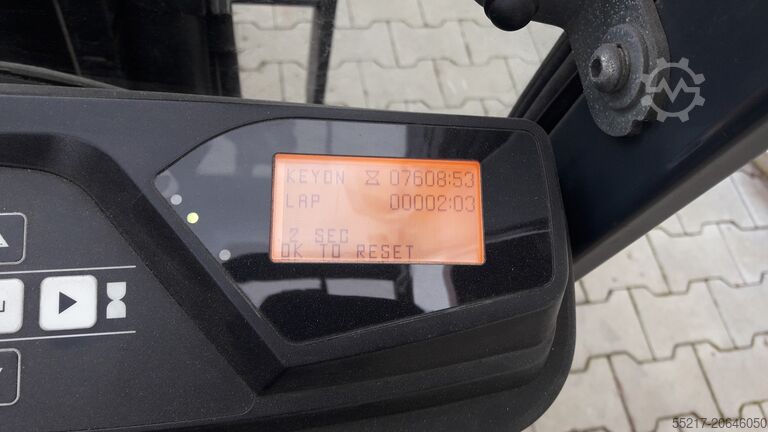 KEYON 07608:53
LAP 00002:03
2 SEC
OK TO RESET
55217-20646050